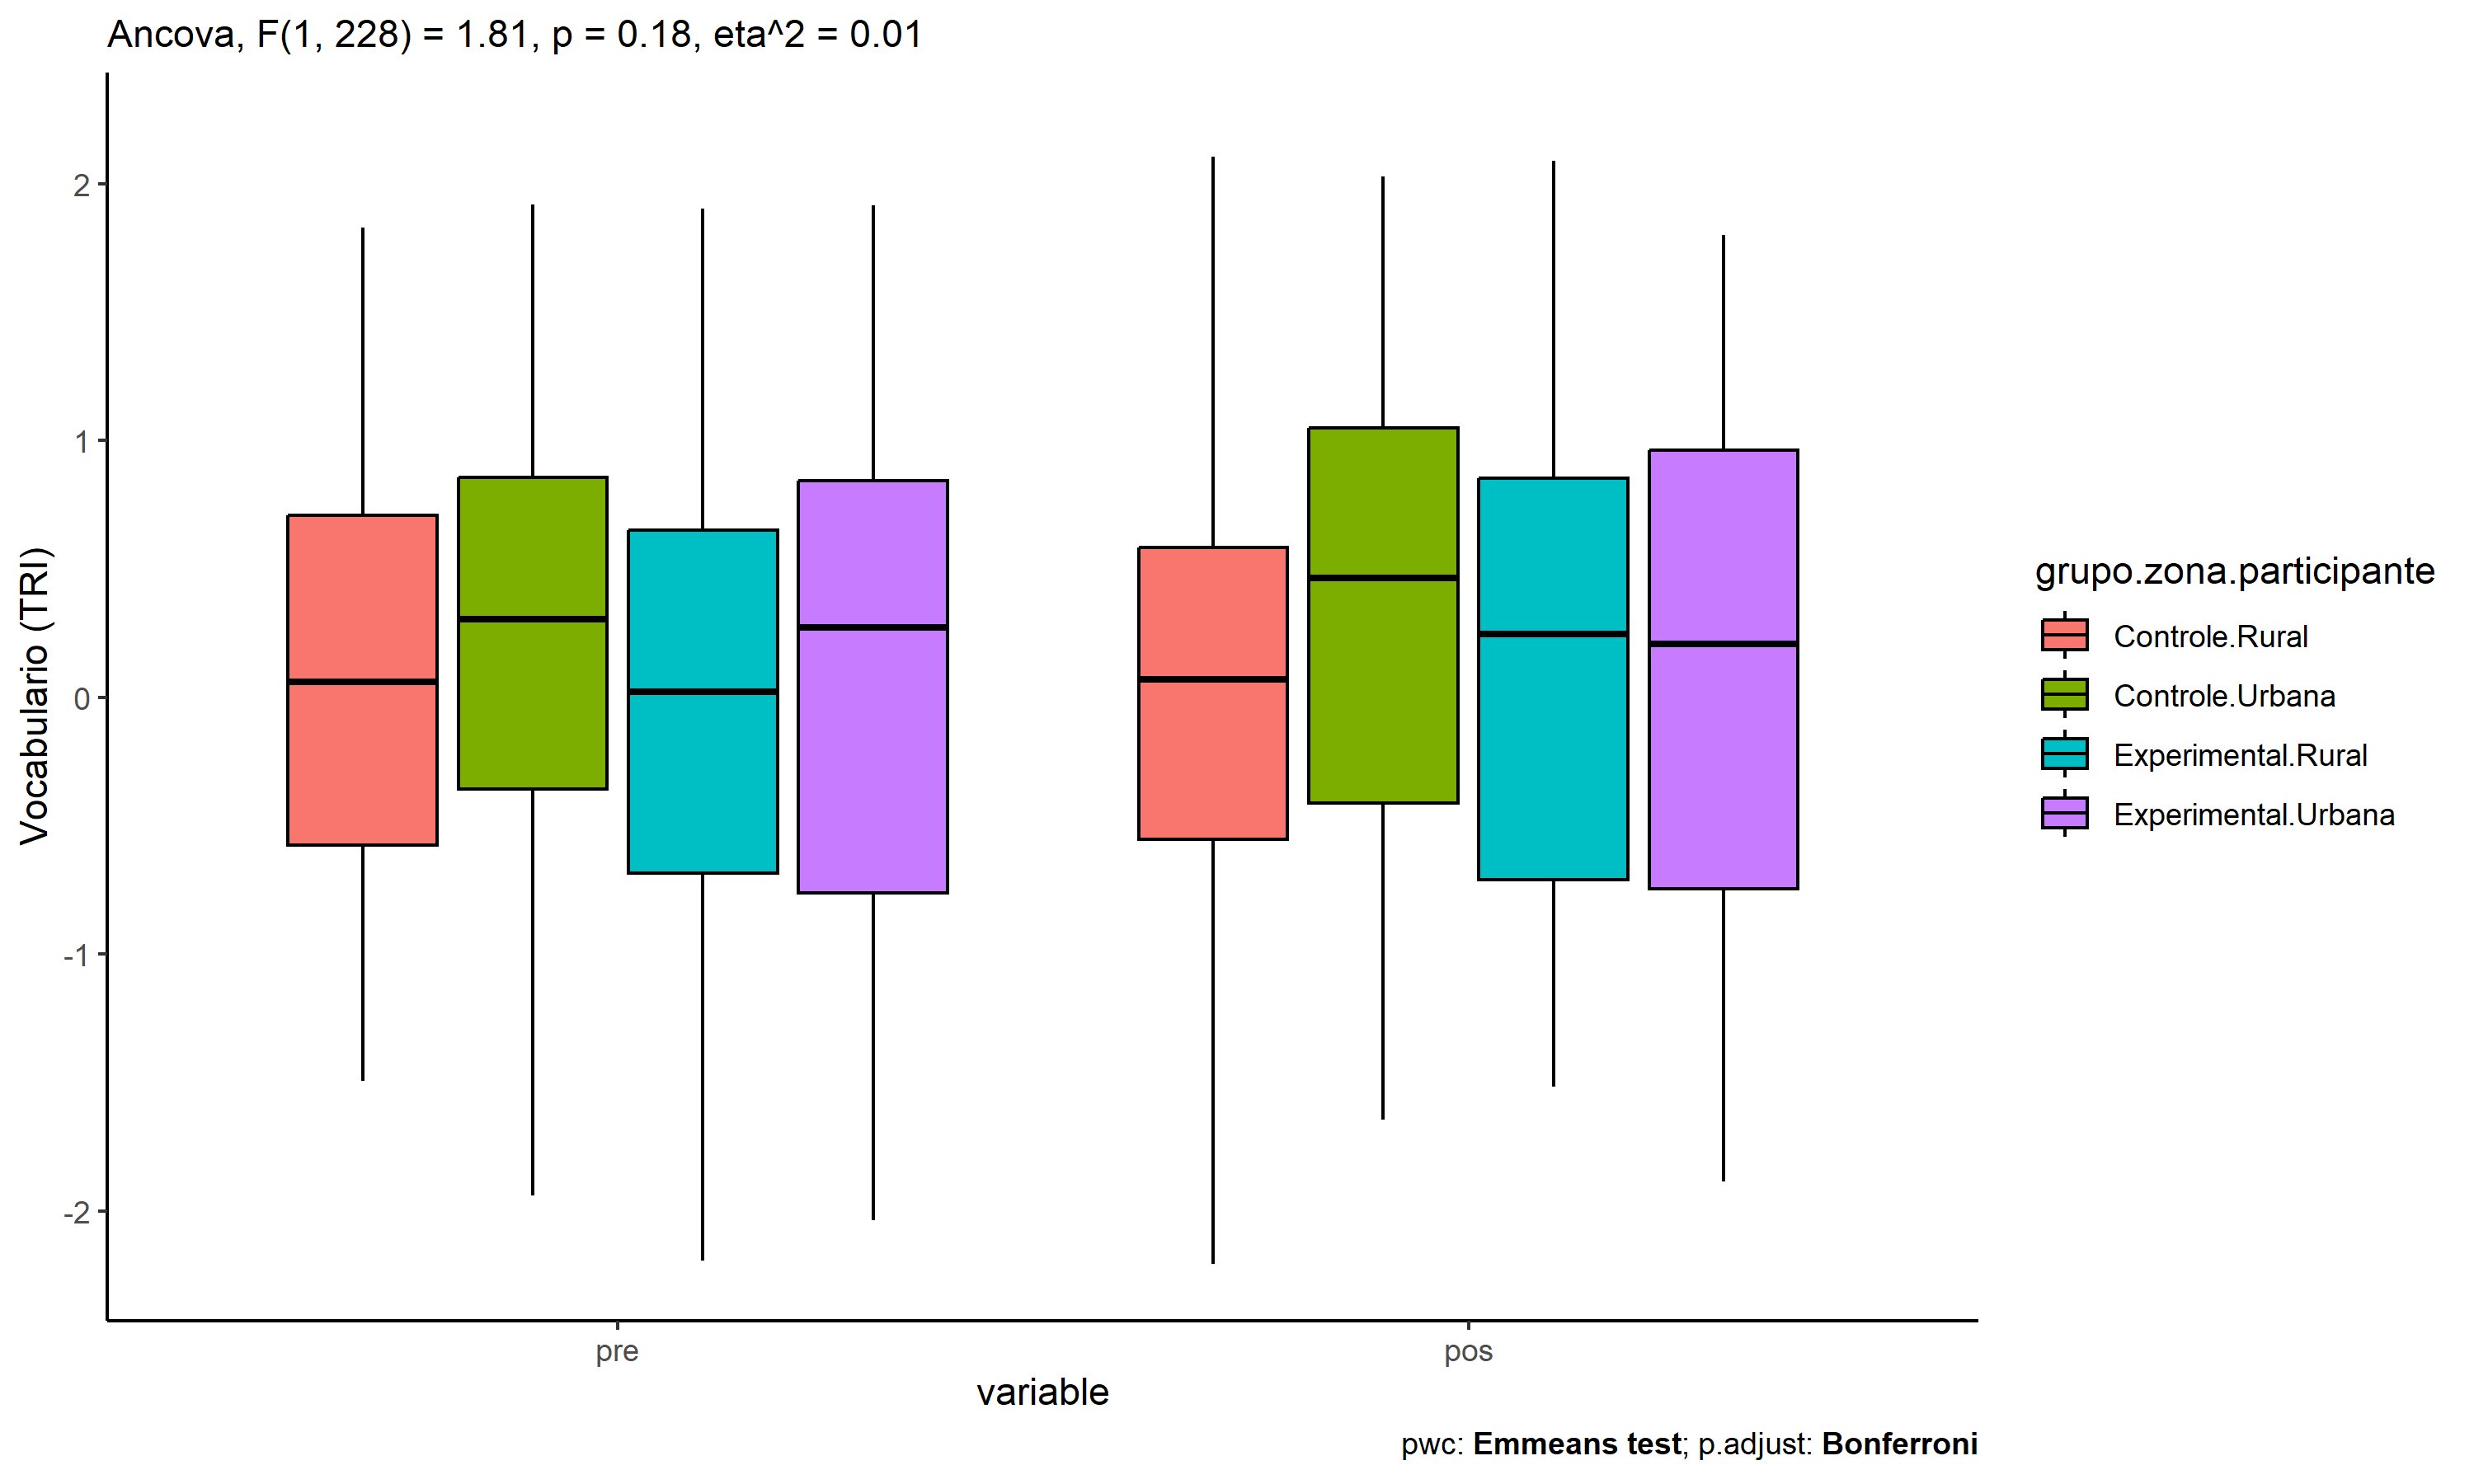 Ancova, F(1, 228) = 1.81, p = 0.18, eta^2 = 0.01
Vocabulario (TRI)
2
1
0
-1
-2
pre
pos
variable
grupo.zona.participante
Controle.Rural
Controle.Urbana
Experimental.Rural
Experimental.Urbana
pwc: Emmeans test; p.adjust: Bonferroni